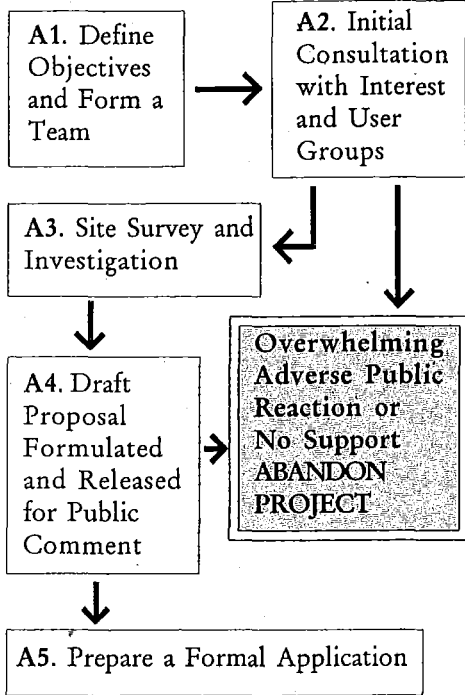 A1. Define
Objectives
and Form a
Team
A2. Initial
Consultation
with Interest
and User
Groups
A3. Site Survey and
Investigation
A4. Draft
Proposal
Formulated
and Released
for Public
Comment
Overwhelming
Adverse Public
Reaction or
No Support
ABANDON
PROJECT
A5. Prepare a Formal Application